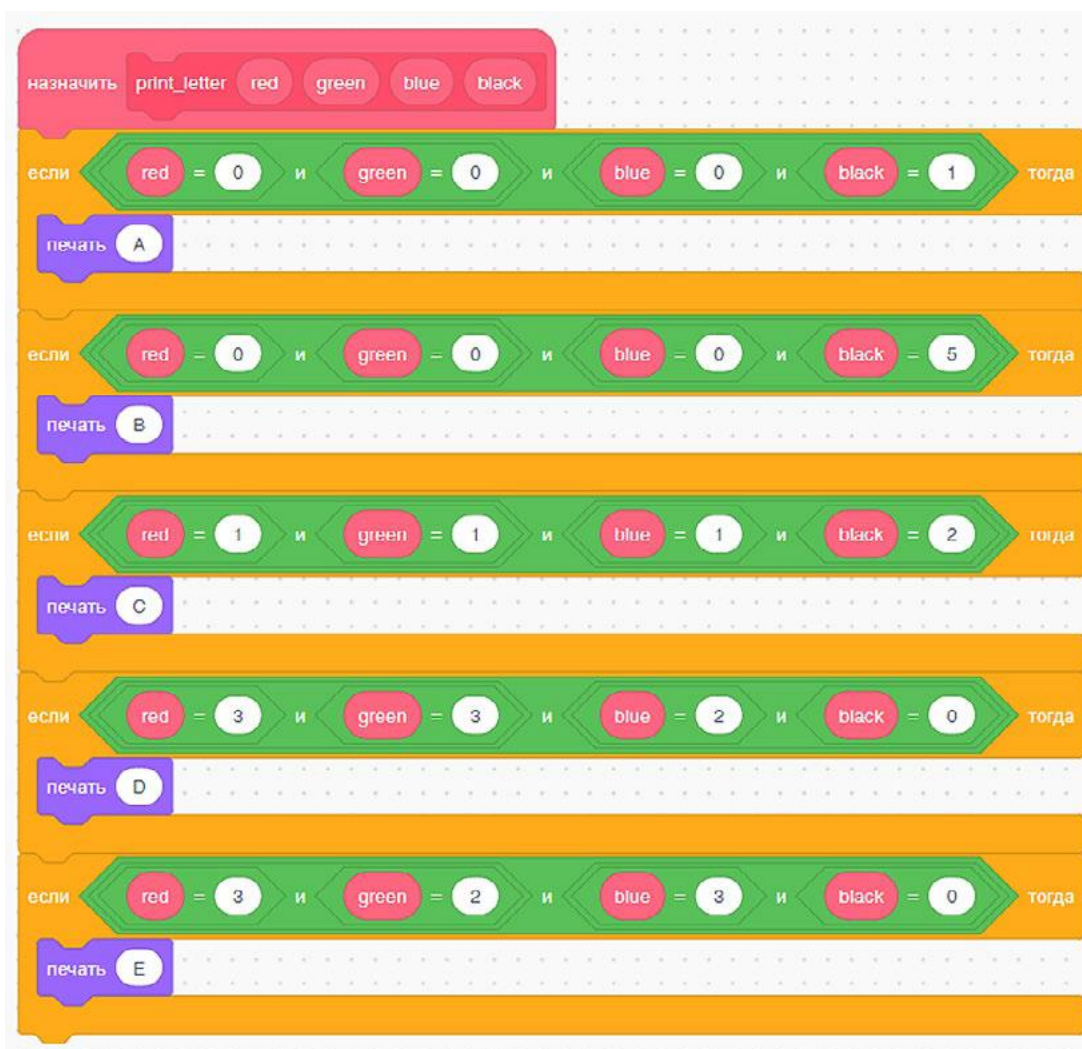 назначить print_letter red green blue black
если red = 0 и green = 0 и blue = 0 и black = 1 тогда
печать A
если red = 0 и green = 0 и blue = 0 и black = 5 тогда
печать B
если red = 1 и green = 1 и blue = 1 и black = 2 тогда
печать C
если red = 3 и green = 3 и blue = 2 и black = 0 тогда
печать D
если red = 3 и green = 2 и blue = 3 и black = 0 тогда
печать E